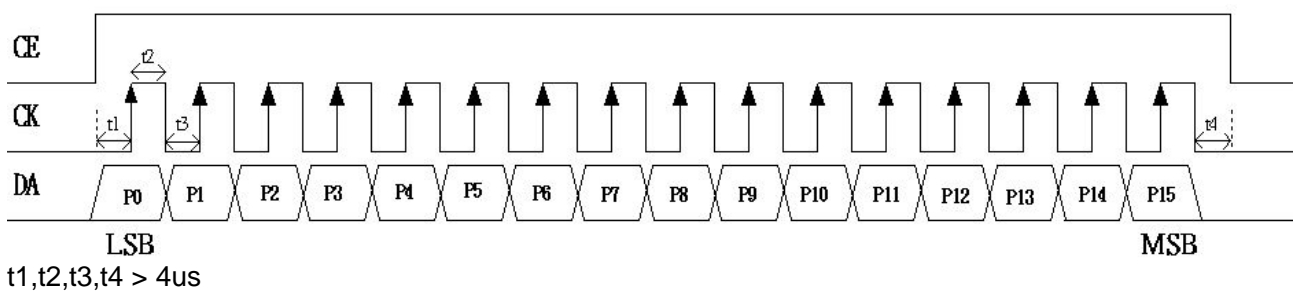 CE
t2
CK
t1 t3 t4
DA P0 P1 P2 P3 P4 P5 P6 P7 P8 P9 P10 P11 P12 P13 P14 P15
LSB MSB
t1,t2,t3,t4 > 4us